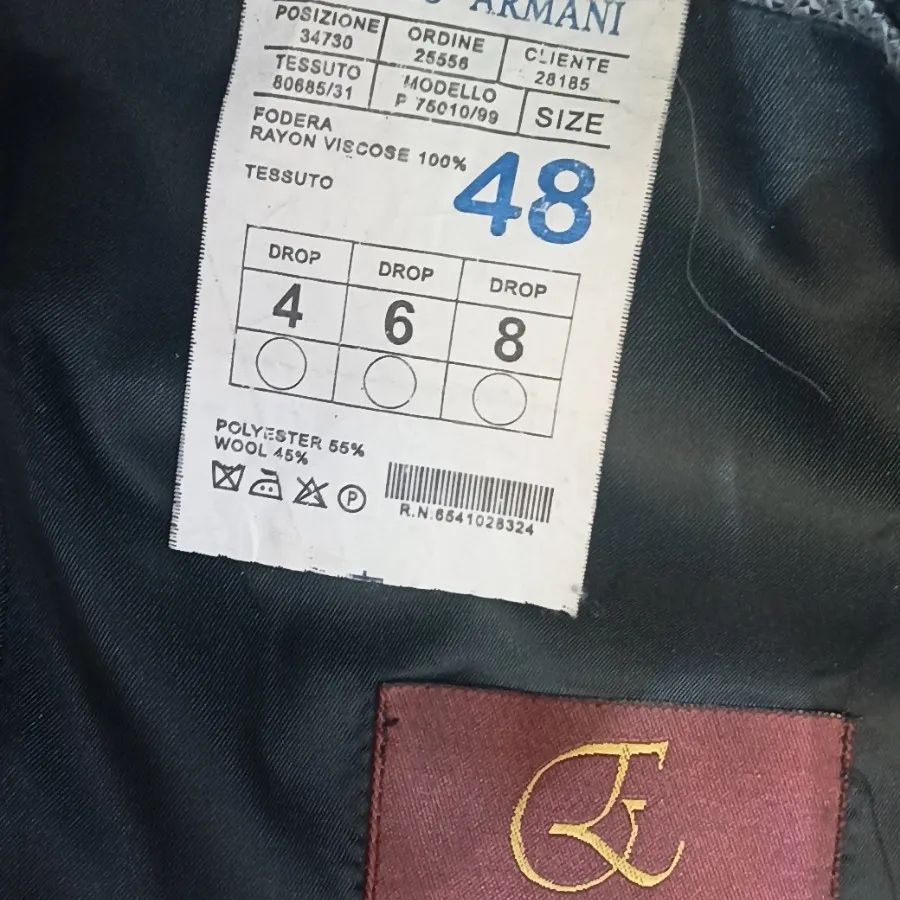 ARMANI
POSIZIONE ORDINE CLIENTE
34730 25556 28185
TESSUTO MODELLO SIZE
80685/31 P 75010/99
FODERA
RAYON VISCOSE 100%
48
TESSUTO
DROP DROP DROP
4 6 8
POLYESTER 55%
WOOL 45%
P
R.N.6541028324